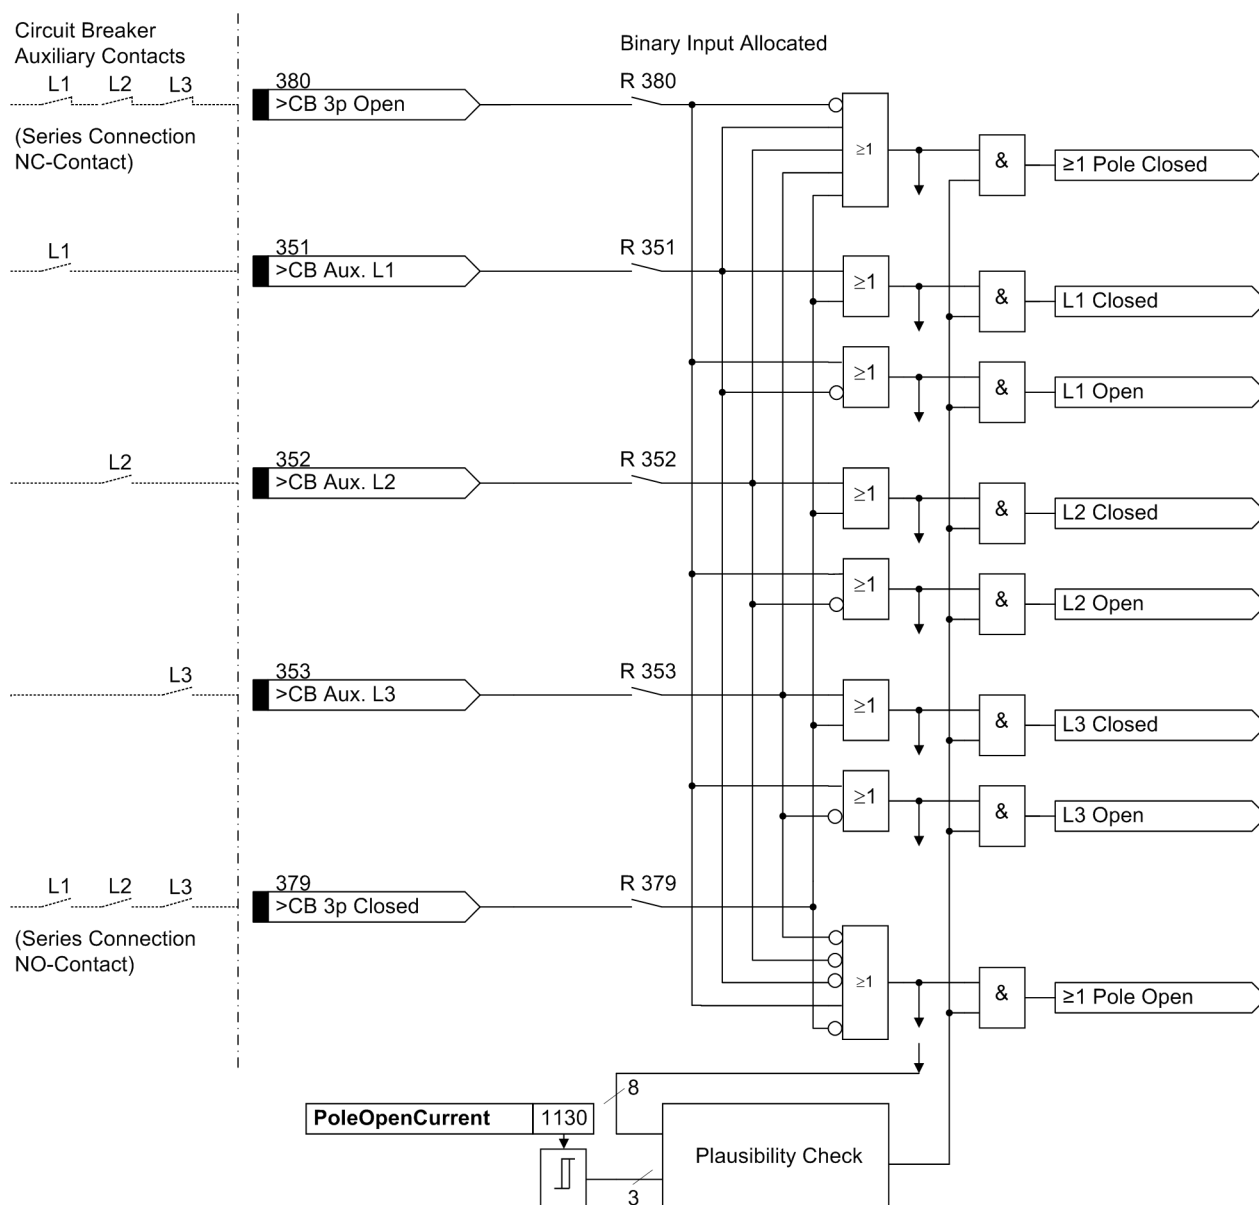 Circuit Breaker
Auxiliary Contacts
Binary Input Allocated
L1 L2 L3
380
>CB 3p Open
R 380
(Series Connection
NC-Contact)
≥1
&
≥1 Pole Closed
L1
351
>CB Aux. L1
R 351
≥1
&
L1 Closed
≥1
&
L1 Open
L2
352
>CB Aux. L2
R 352
≥1
&
L2 Closed
≥1
&
L2 Open
L3
353
>CB Aux. L3
R 353
≥1
&
L3 Closed
≥1
&
L3 Open
L1 L2 L3
379
>CB 3p Closed
R 379
(Series Connection
NO-Contact)
≥1
&
≥1 Pole Open
8
PoleOpenCurrent 1130
Plausibility Check
3